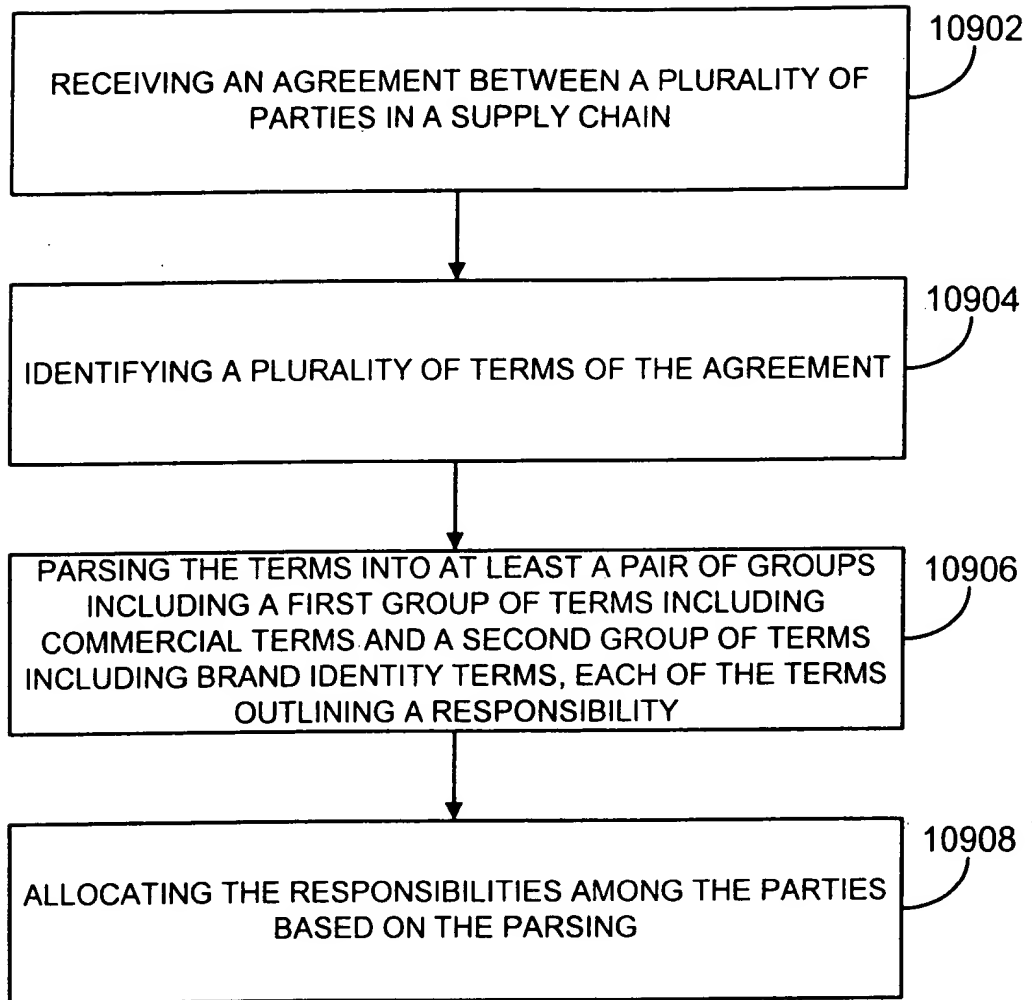 10902
RECEIVING AN AGREEMENT BETWEEN A PLURALITY OF
PARTIES IN A SUPPLY CHAIN
10904
IDENTIFYING A PLURALITY OF TERMS OF THE AGREEMENT
10906
PARSING THE TERMS INTO AT LEAST A PAIR OF GROUPS
INCLUDING A FIRST GROUP OF TERMS INCLUDING
COMMERCIAL TERMS AND A SECOND GROUP OF TERMS
INCLUDING BRAND IDENTITY TERMS, EACH OF THE TERMS
OUTLINING A RESPONSIBILITY
10908
ALLOCATING THE RESPONSIBILITIES AMONG THE PARTIES
BASED ON THE PARSING